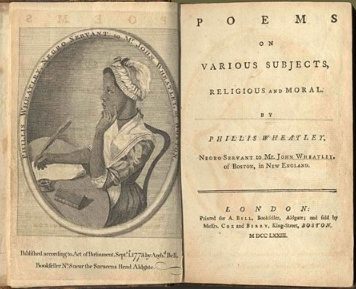 PHILLIS WHEATLEY, NEGRO SERVANT to Mr. JOHN WHEATLEY, of BOSTON.
Published according to Act of Parliament, Sept.r 1, 1773 by Arch.d Bell,
Bookseller No. 8 near the Saracens Head Aldgate.
POEMS
ON
VARIOUS SUBJECTS,
RELIGIOUS AND MORAL.
BY
PHILLIS WHEATLEY,
NEGRO SERVANT to Mr. JOHN WHEATLEY,
of BOSTON, in NEW ENGLAND.
LONDON:
Printed for A. BELL, Bookseller, Aldgate; and sold by
Messrs. COX and BERRY, King-Street, BOSTON.
MDCCLXXIII.